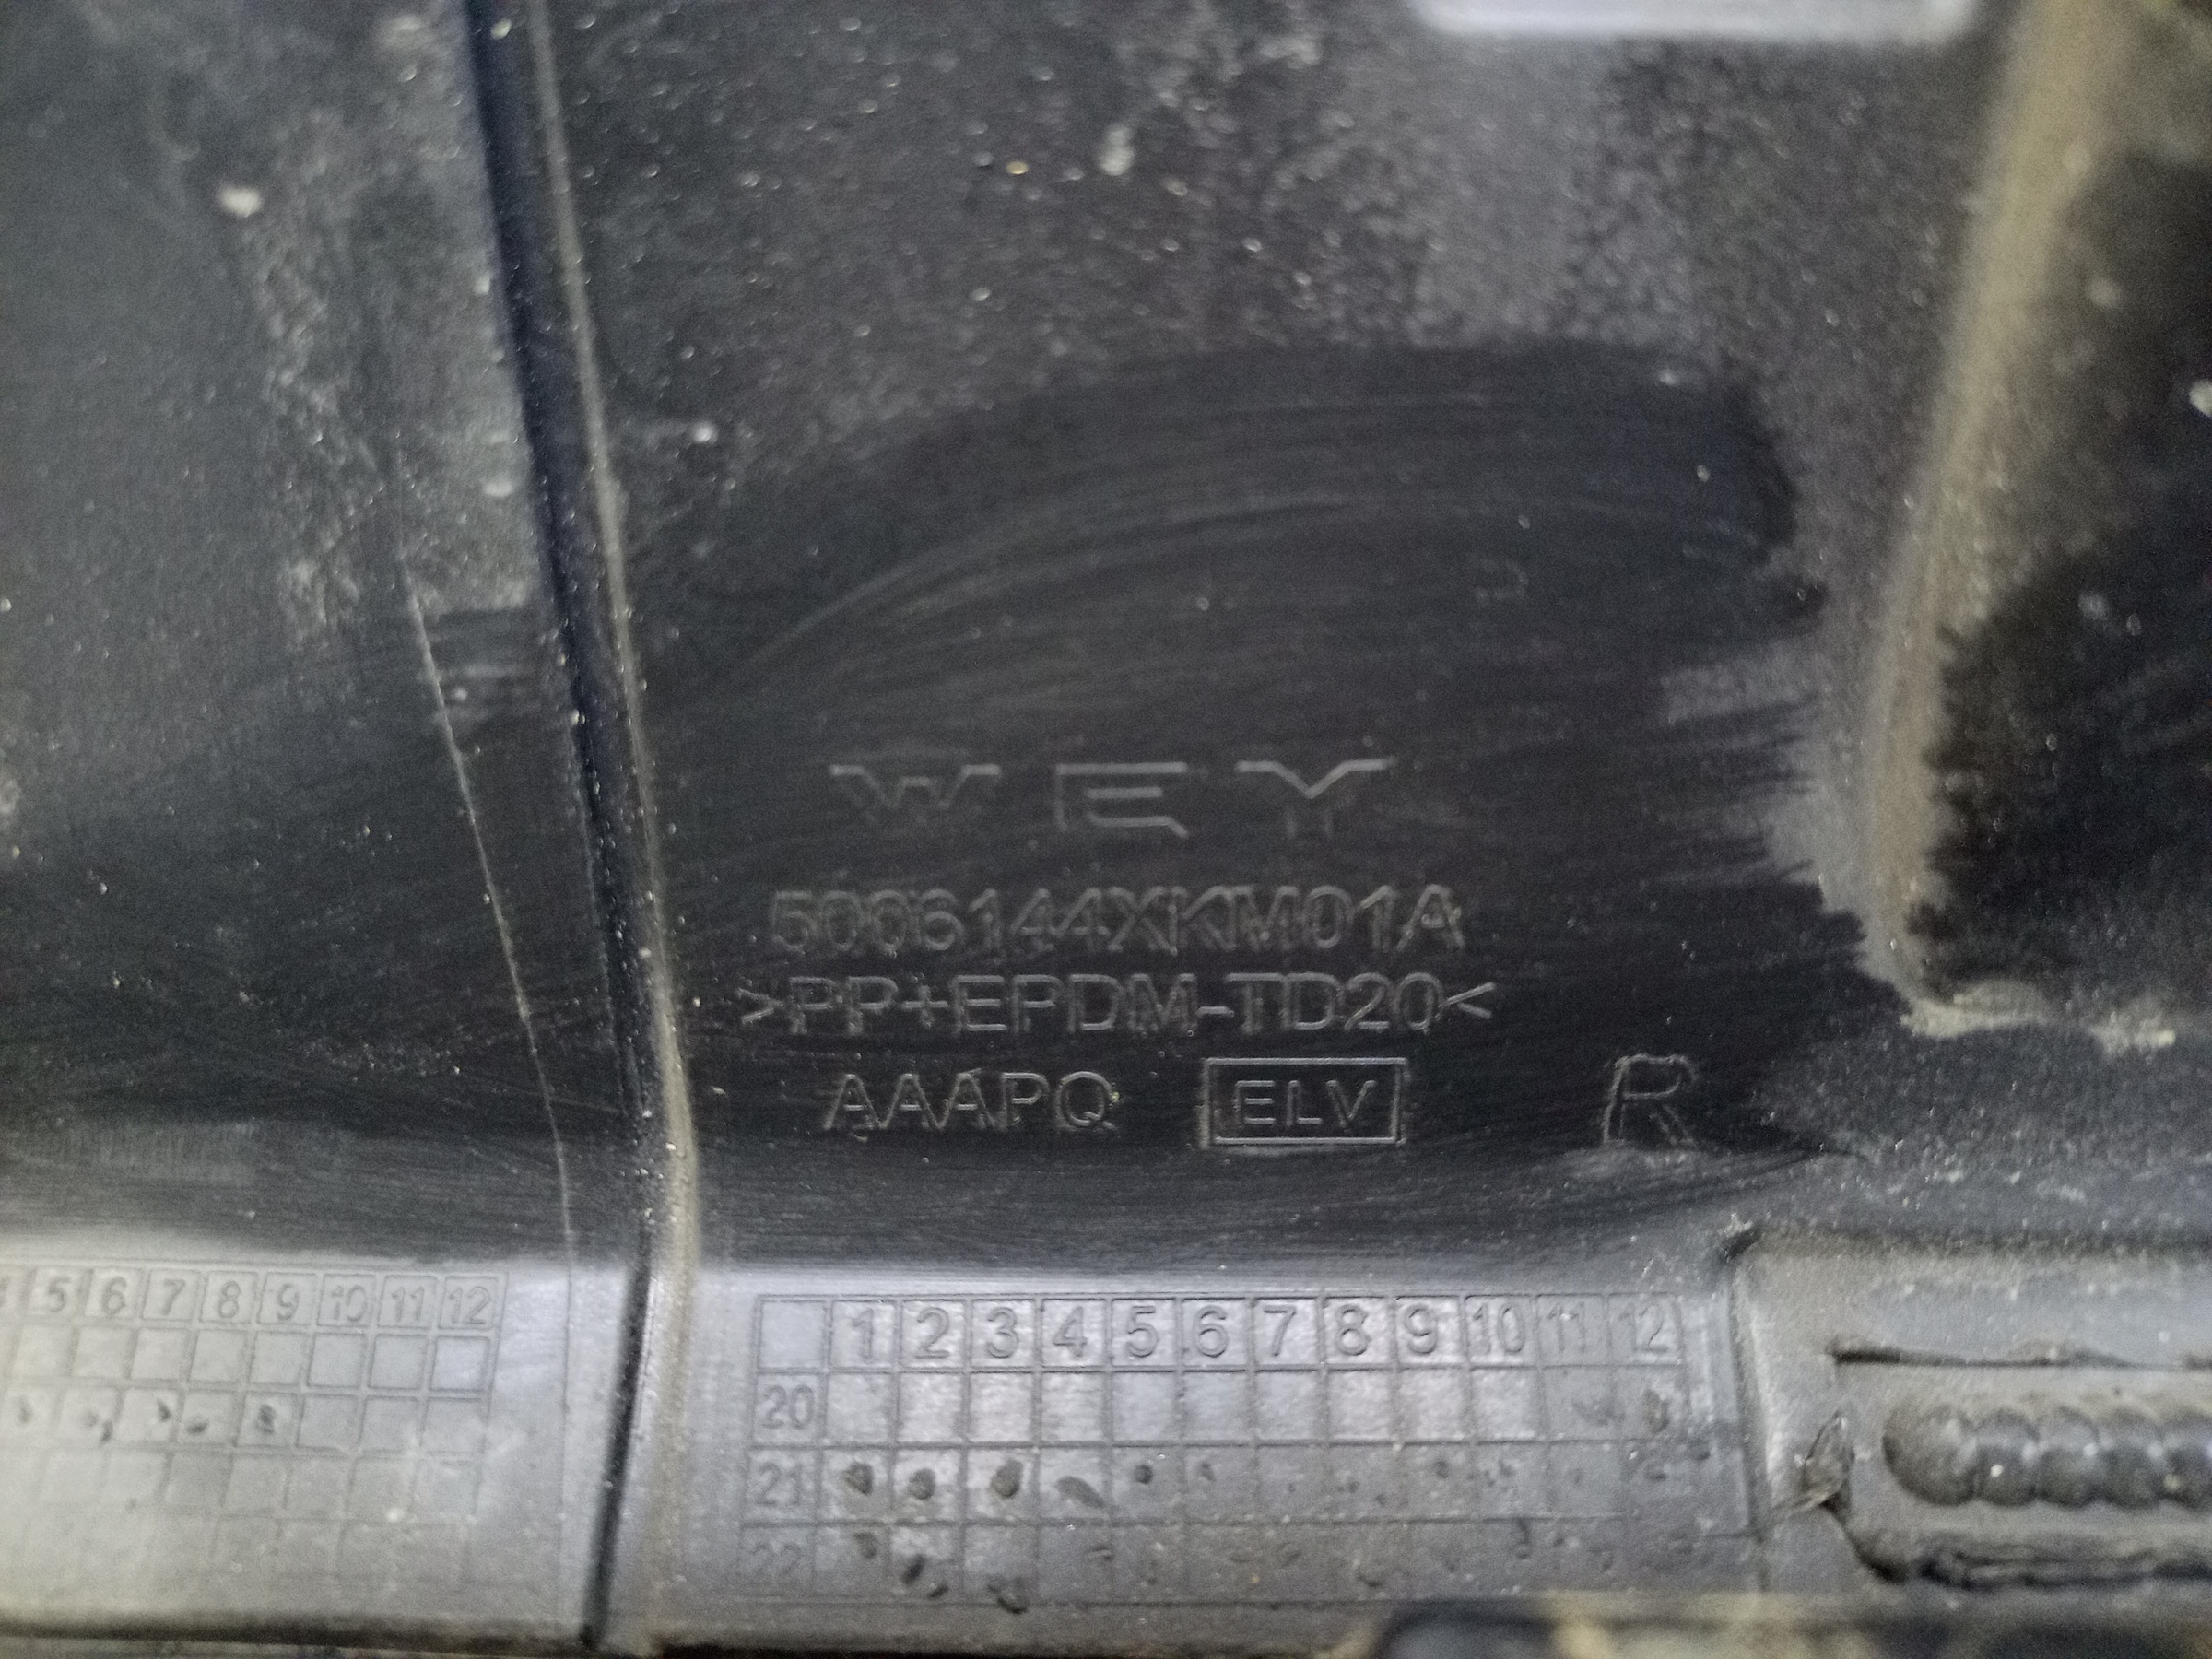 WEY
5006144XKM01A
>PP+EPDM-TD20<
AAAPQ ELV R
5 6 7 8 9 10 11 12
1 2 3 4 5 6 7 8 9 10 11 12
20
21
22